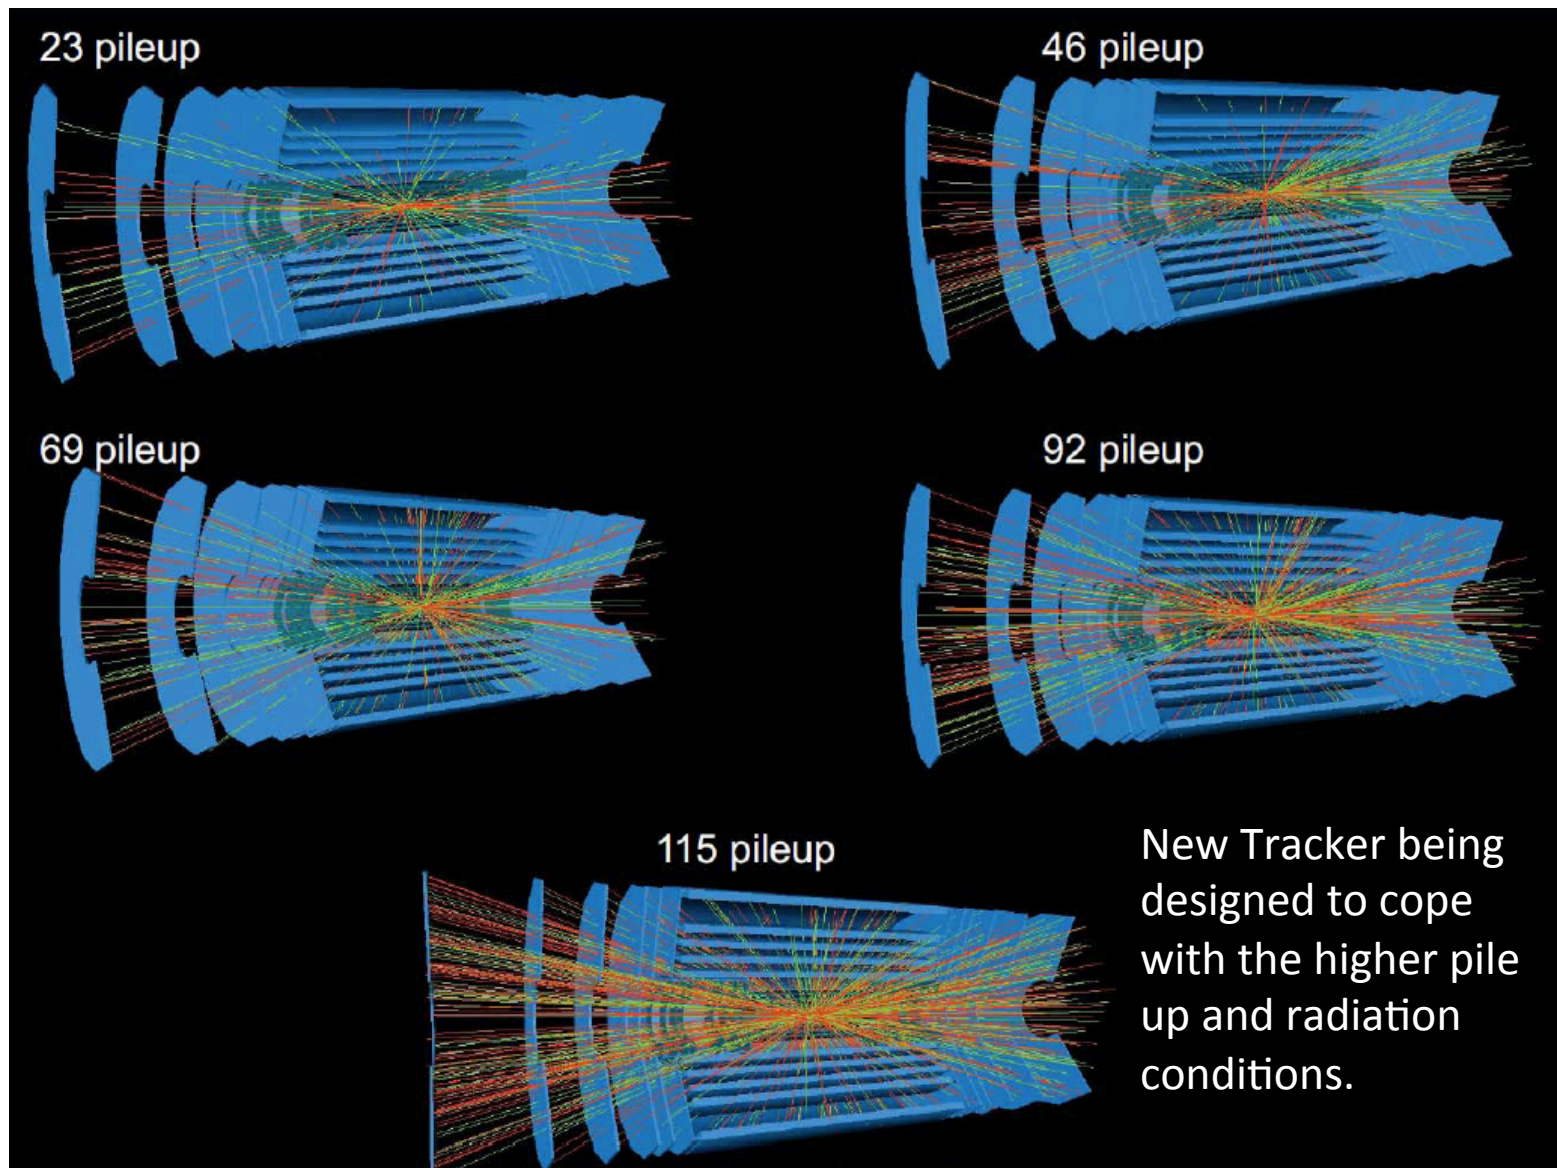 23 pileup
46 pileup
69 pileup
92 pileup
115 pileup
New Tracker being
designed to cope
with the higher pile
up and radiation
conditions.